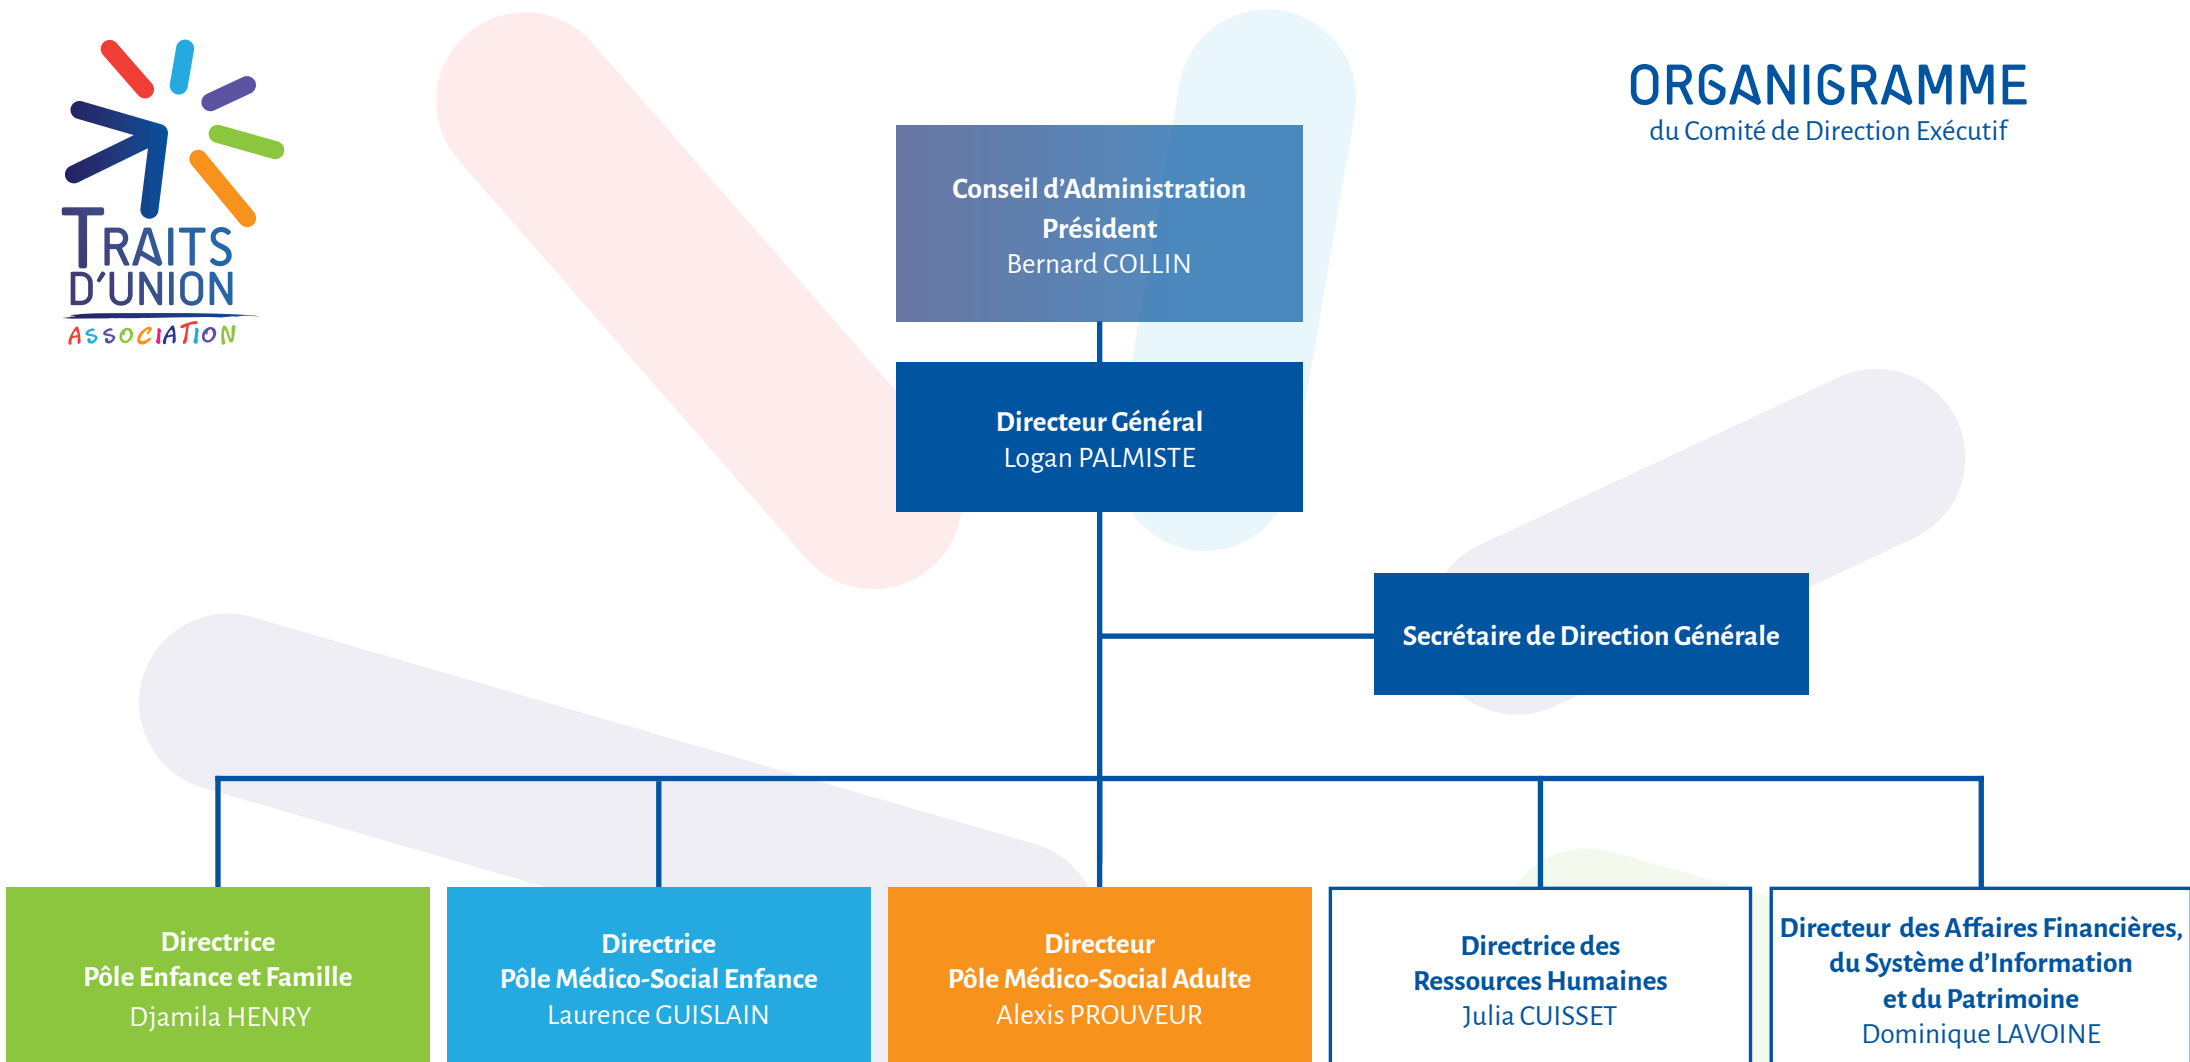 TRAITS
D'UNION
ASSOCIATION
ORGANIGRAMME
du Comité de Direction Exécutif
Conseil d'Administration
Président
Bernard COLLIN
Directeur Général
Logan PALMISTE
Secrétaire de Direction Générale
Directrice
Pôle Enfance et Famille
Djamila HENRY
Directrice
Pôle Médico-Social Enfance
Laurence GUISLAIN
Directeur
Pôle Médico-Social Adulte
Alexis PROUVEUR
Directrice des
Ressources Humaines
Julia CUISSET
Directeur des Affaires Financières,
du Système d'Information
et du Patrimoine
Dominique LAVOINE